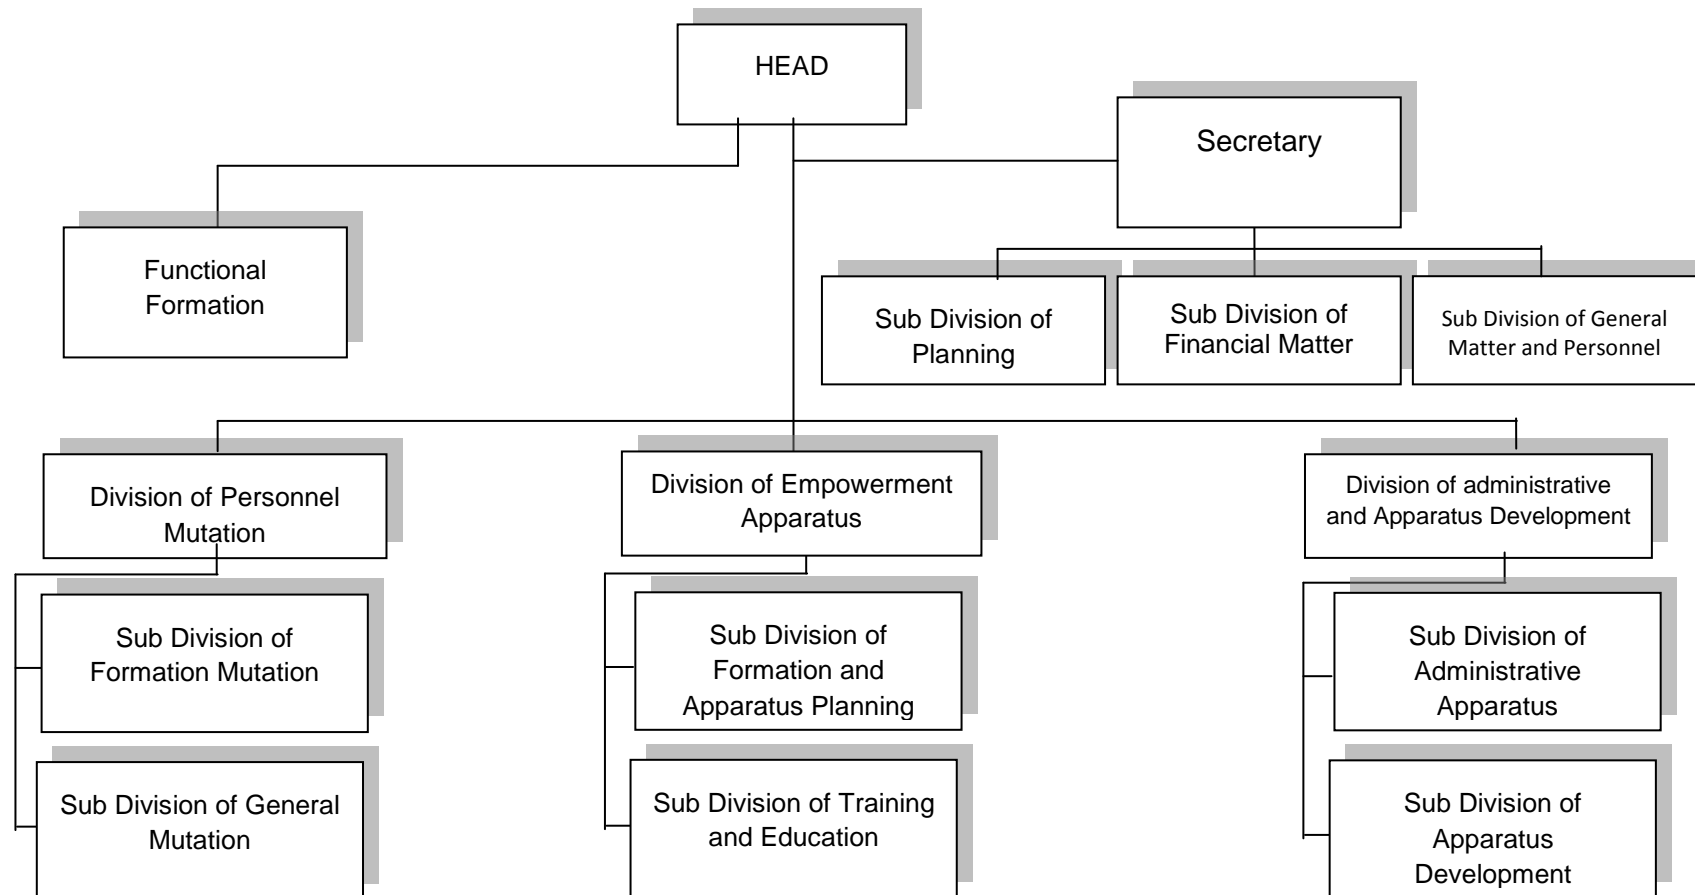 HEAD
Secretary
Functional
Formation
Sub Division of
Planning
Sub Division of
Financial Matter
Sub Division of General
Matter and Personnel
Division of Personnel
Mutation
Division of Empowerment
Apparatus
Division of administrative
and Apparatus Development
Sub Division of
Formation Mutation
Sub Division of
Formation and
Apparatus Planning
Sub Division of
Administrative
Apparatus
Sub Division of General
Mutation
Sub Division of Training
and Education
Sub Division of
Apparatus
Development